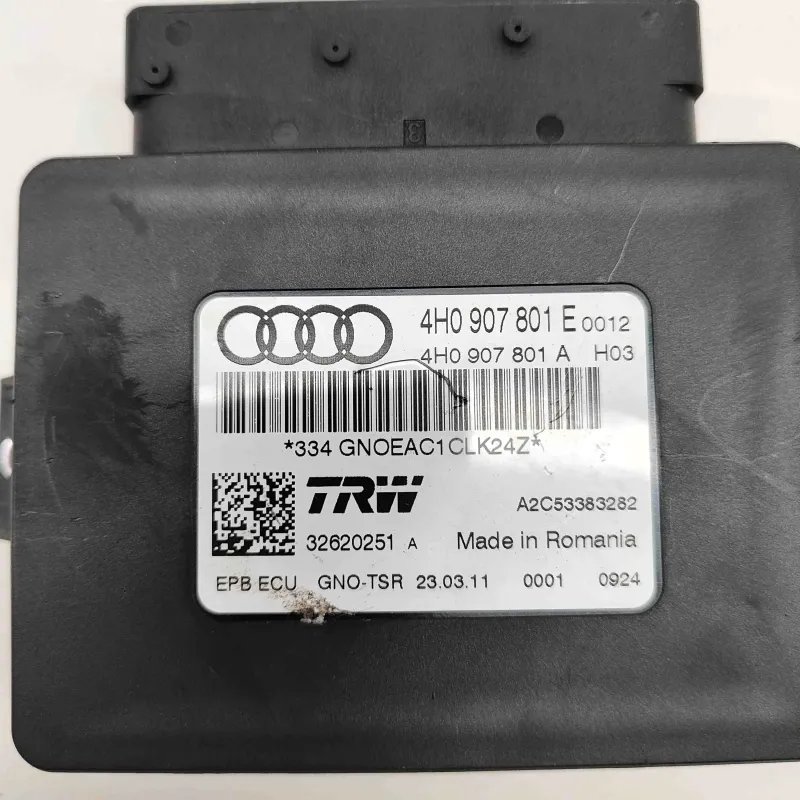 4H0 907 801 E 0012
4H0 907 801 A H03
*334 GNOEAC1CLK24Z*
TRW A2C53383282
32620251 A Made in Romania
EPB ECU GNO-TSR 23.03.11 0001 0924